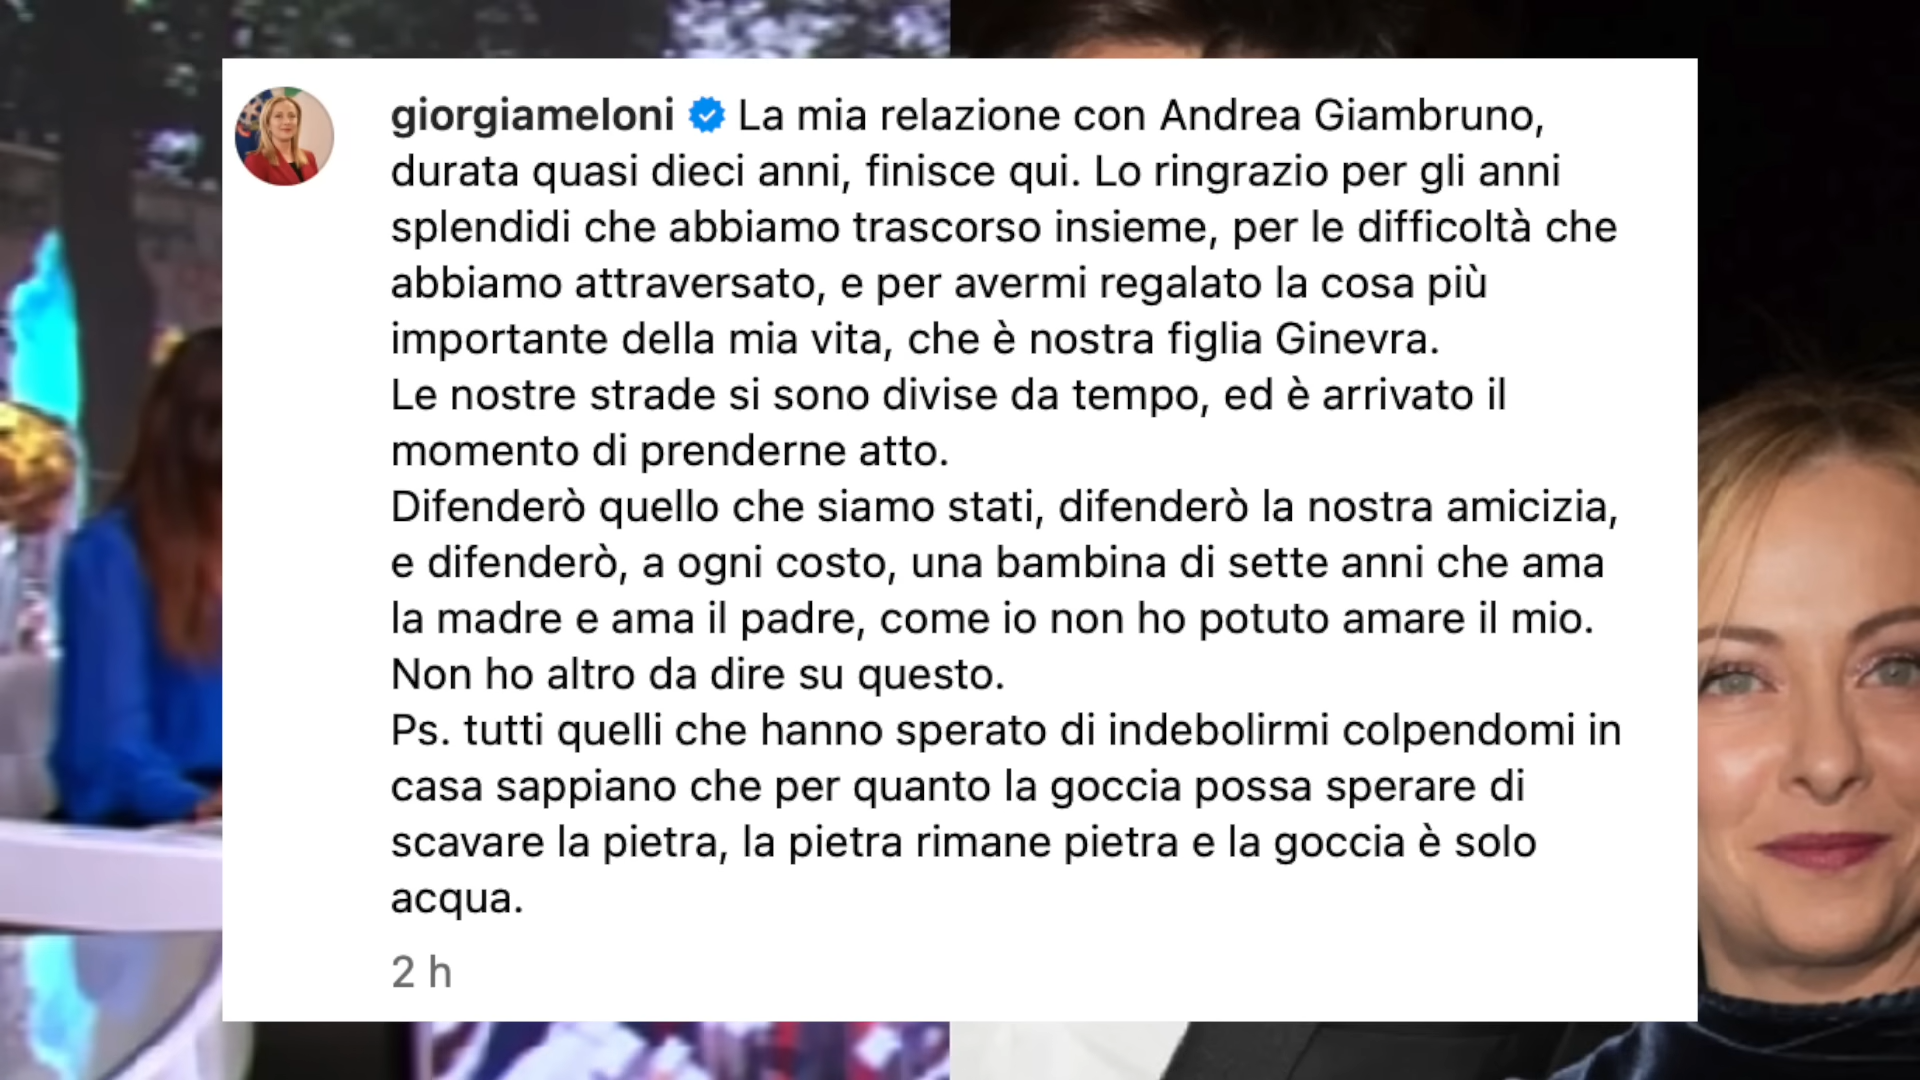 giorgiameloni La mia relazione con Andrea Giambruno,
durata quasi dieci anni, finisce qui. Lo ringrazio per gli anni
splendidi che abbiamo trascorso insieme, per le difficoltà che
abbiamo attraversato, e per avermi regalato la cosa più
importante della mia vita, che è nostra figlia Ginevra.
Le nostre strade si sono divise da tempo, ed è arrivato il
momento di prenderne atto.
Difenderò quello che siamo stati, difenderò la nostra amicizia,
e difenderò, a ogni costo, una bambina di sette anni che ama
la madre e ama il padre, come io non ho potuto amare il mio.
Non ho altro da dire su questo.
Ps. tutti quelli che hanno sperato di indebolirmi colpendomi in
casa sappiano che per quanto la goccia possa sperare di
scavare la pietra, la pietra rimane pietra e la goccia è solo
acqua.
2 h